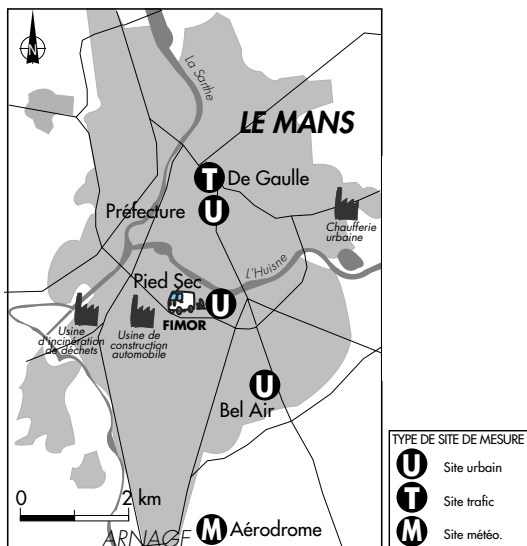 N
La Sarthe
LE MANS
T De Gaulle
Préfecture U
Chaufferie
urbaine
L'Huisne
Pied Sec
U
FIMOR
Usine
d'incinération
de déchets
Usine de
construction
automobile
U
Bel Air
0 2 km
ARNAGE
M Aérodrome
TYPE DE SITE DE MESURE
U Site urbain
T Site trafic
M Site météo.